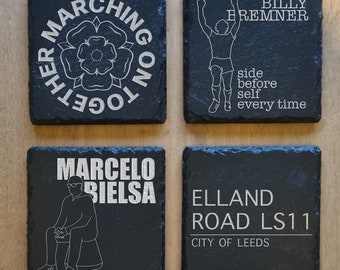 MARCHING ON TOGETHER
BILLY
BREMNER
side
before
self
every time
MARCELO
BIELSA
ELLAND
ROAD LS11
CITY OF LEEDS